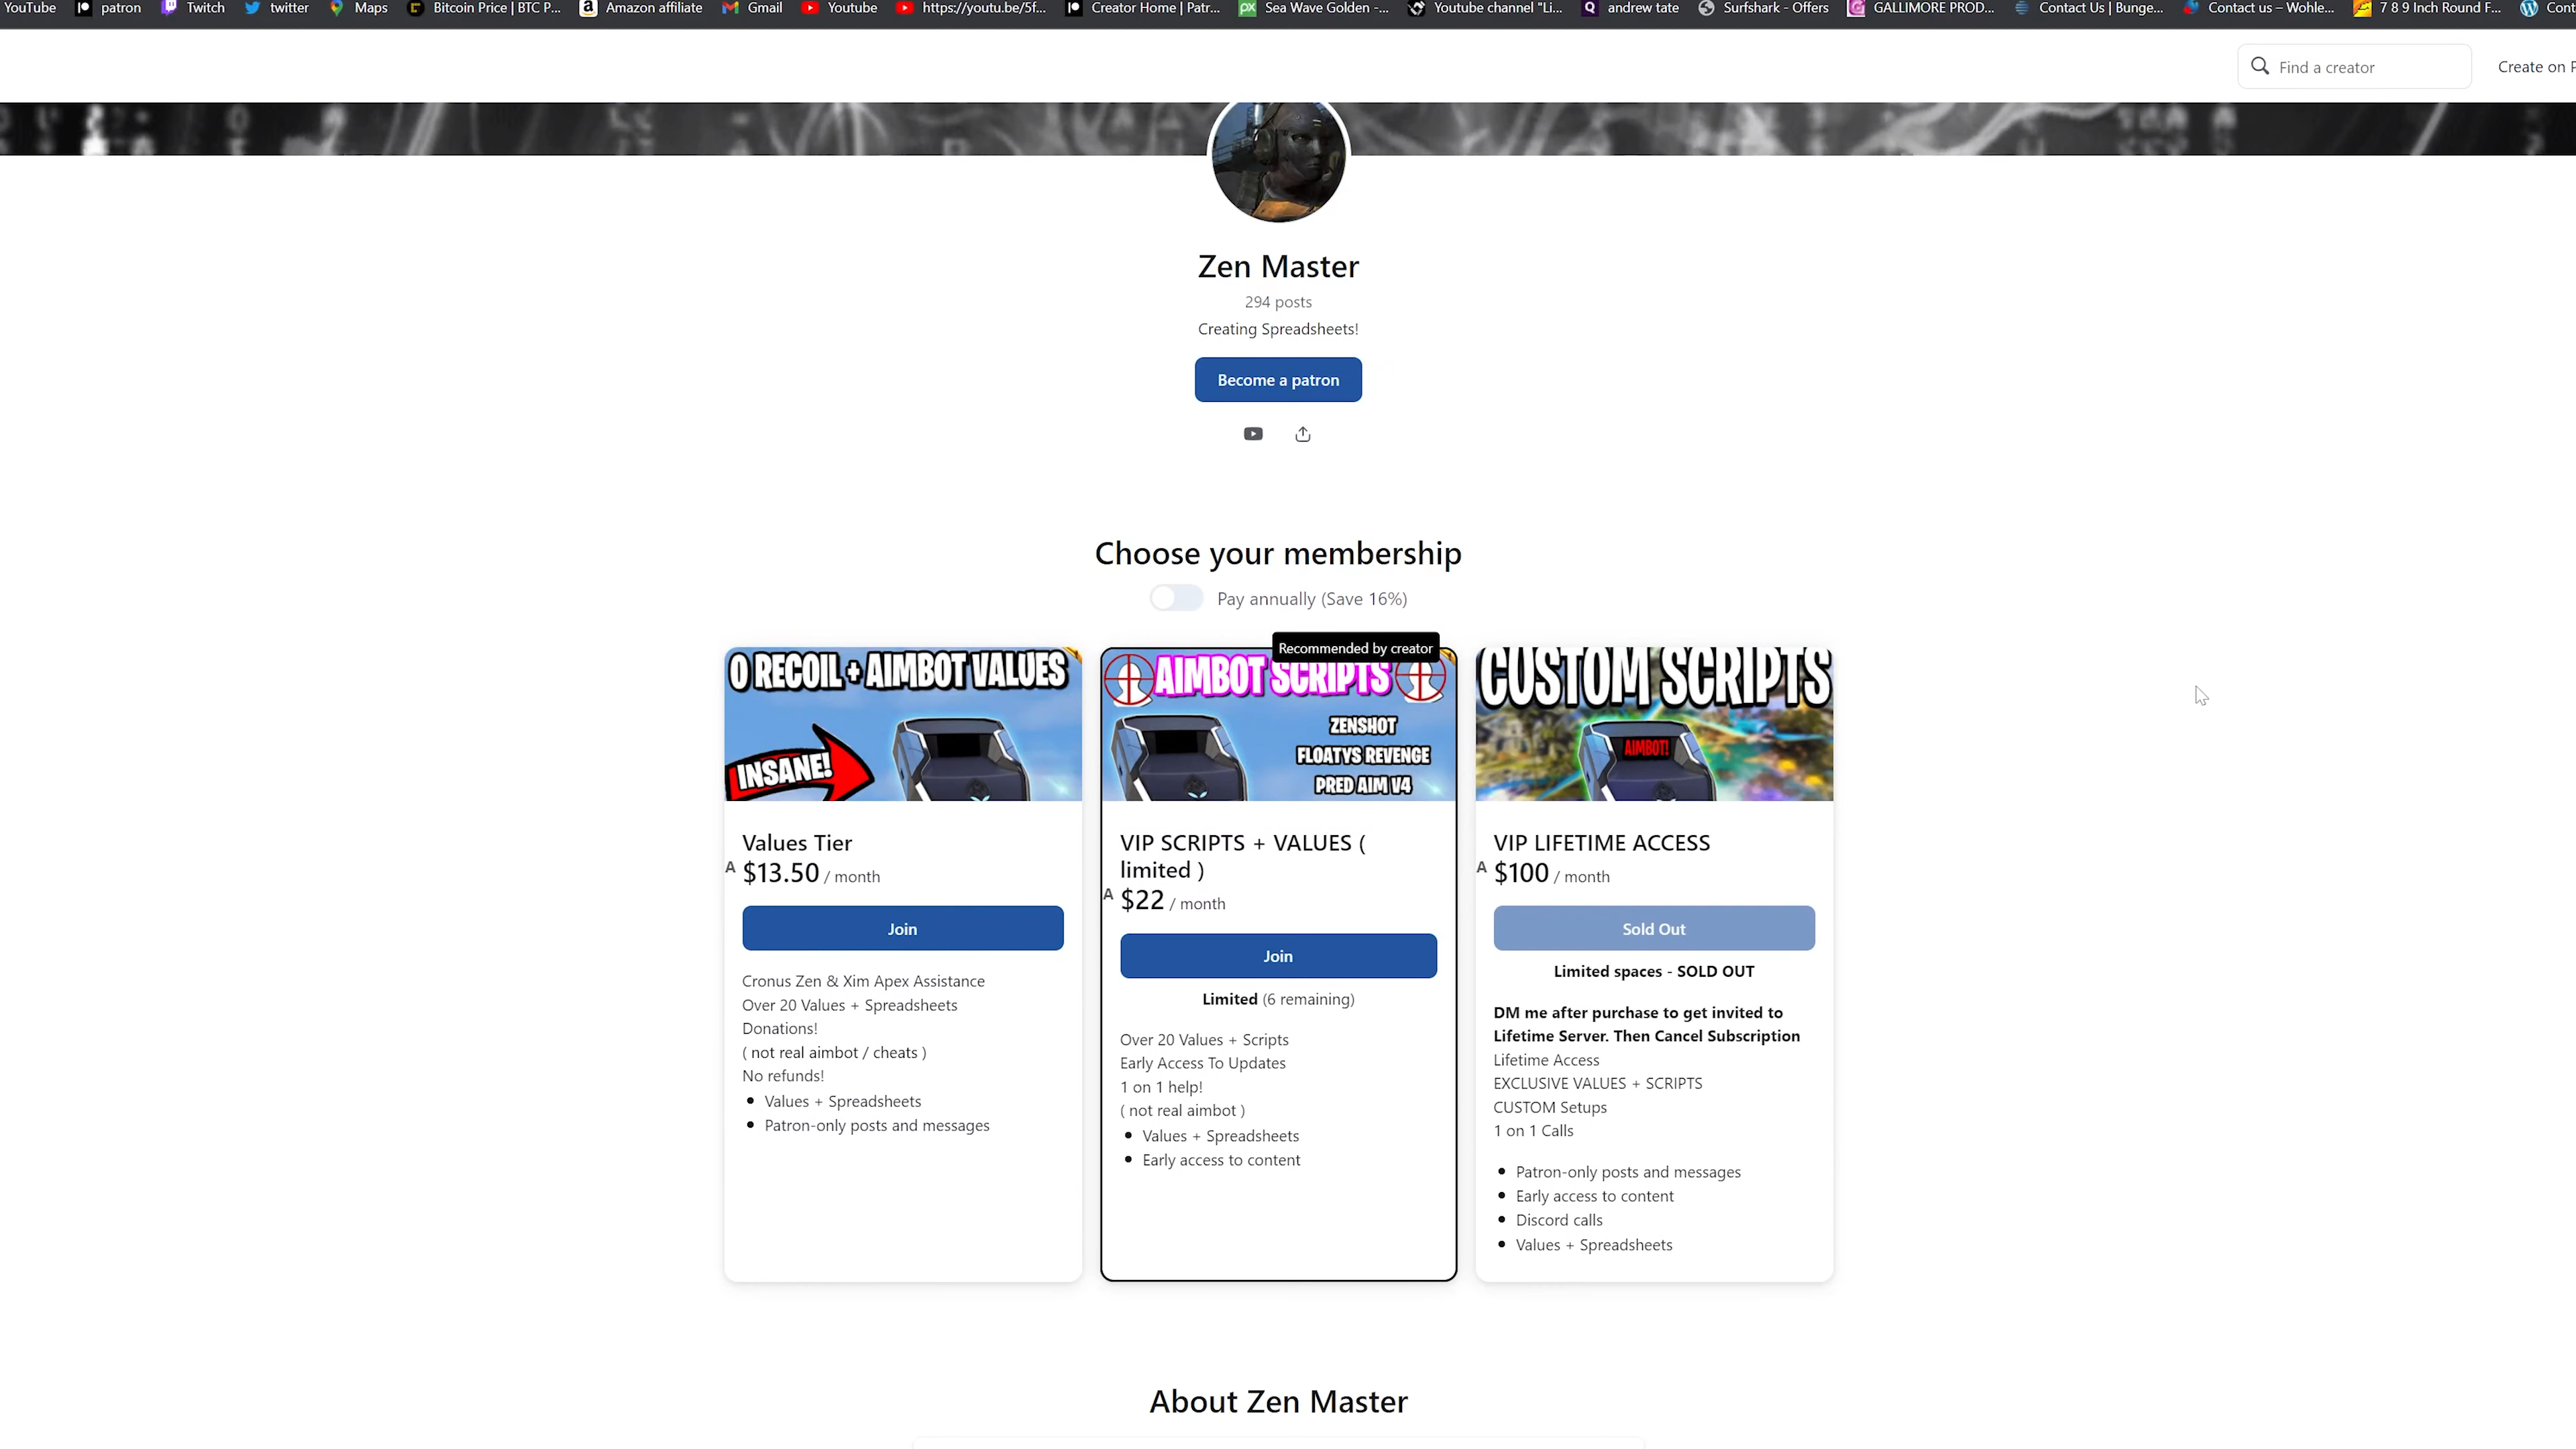 YouTube patron Twitch twitter Maps Bitcoin Price | BTC P... Amazon affiliate Gmail Youtube https://youtu.be/5f... Creator Home | Patr... Sea Wave Golden -... Youtube channel "Li... andrew tate Surfshark - Offers GALLIMORE PROD... Contact Us | Bunge... Contact us – Wohle... 7 8 9 Inch Round F... Cont
Find a creator
Create on P
Zen Master
294 posts
Creating Spreadsheets!
Become a patron
Choose your membership
Pay annually (Save 16%)
0 RECOIL + AIMBOT VALUES
INSANE!
Values Tier
A $13.50 / month
Join
Cronus Zen & Xim Apex Assistance
Over 20 Values + Spreadsheets
Donations!
( not real aimbot / cheats )
No refunds!
• Values + Spreadsheets
• Patron-only posts and messages
Recommended by creator
AIMBOT SCRIPTS
ZENSHOT
FLOATYS REVENGE
PRED AIM V4
VIP SCRIPTS + VALUES (
limited )
A $22 / month
Join
Limited (6 remaining)
Over 20 Values + Scripts
Early Access To Updates
1 on 1 help!
( not real aimbot )
• Values + Spreadsheets
• Early access to content
CUSTOM SCRIPTS
AIMBOT!
VIP LIFETIME ACCESS
A $100 / month
Sold Out
Limited spaces - SOLD OUT
DM me after purchase to get invited to
Lifetime Server. Then Cancel Subscription
Lifetime Access
EXCLUSIVE VALUES + SCRIPTS
CUSTOM Setups
1 on 1 Calls
• Patron-only posts and messages
• Early access to content
• Discord calls
• Values + Spreadsheets
About Zen Master